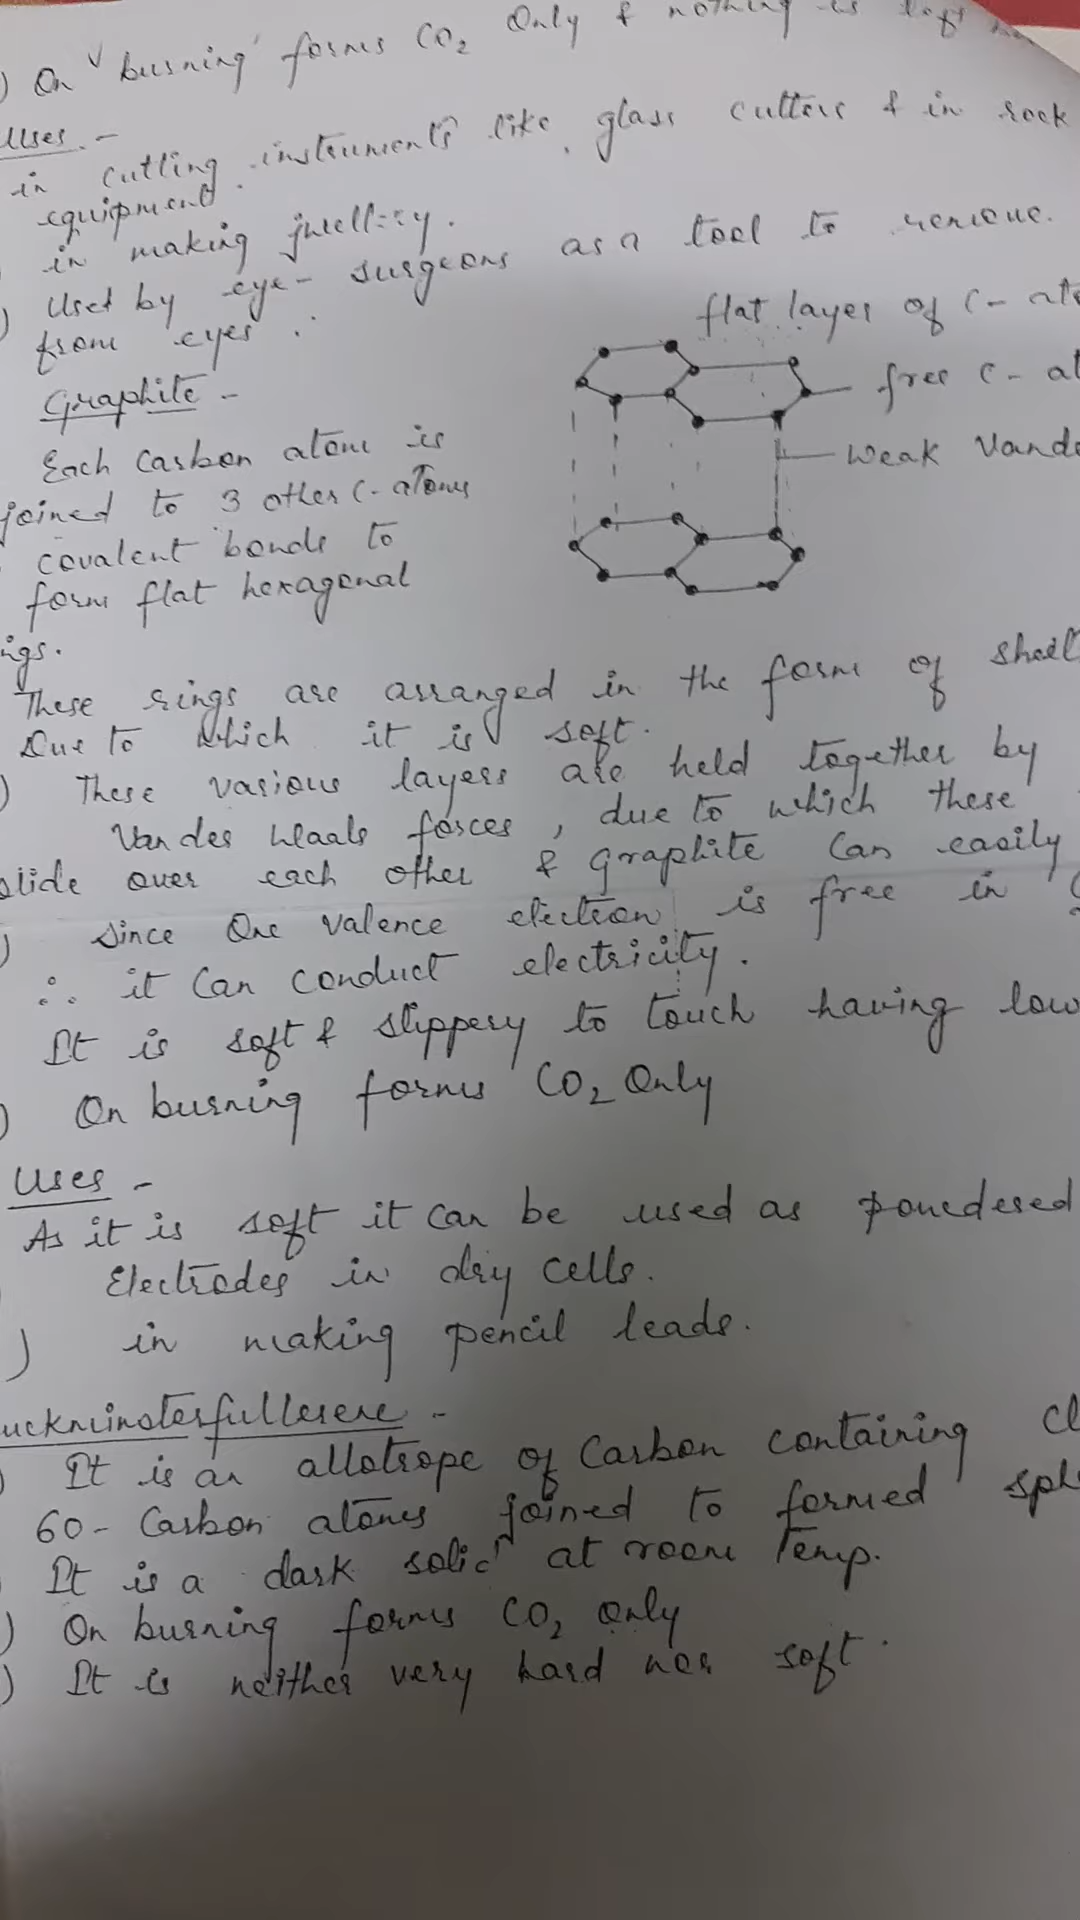 On burning forms CO2 Only & nothing is left
Uses -
in cutting instruments like glass cutters & in rock
equipment
in making jwellery.
Used by eye-surgeons as a tool to remove
from eyes.
flat layer of C-
free C-
Weak Vand
Graphite -
Each Carbon atom is
joined to 3 other C-atoms
covalent bonds to
form flat hexagonal
ngs.
These rings are arranged in the form of
Due to which it is soft.
These various layers are held together by
Van der Waals forces, due to which these
slide over each other & graphite can easily
Since One valence electron is free in
∴ it Can conduct electricity.
It is soft & slippery to touch having low
On burning forms CO2 Only
Uses -
As it is soft it can be used as powdered
Electrodes in dry cells.
in making pencil leads.
uckminsterfullerene -
It is an allotrope of Carbon containing Cl
60-Carbon atoms joined to formed sph
It is a dark solid at room Temp.
On burning forms CO2 only
It is neither very hard nor soft.